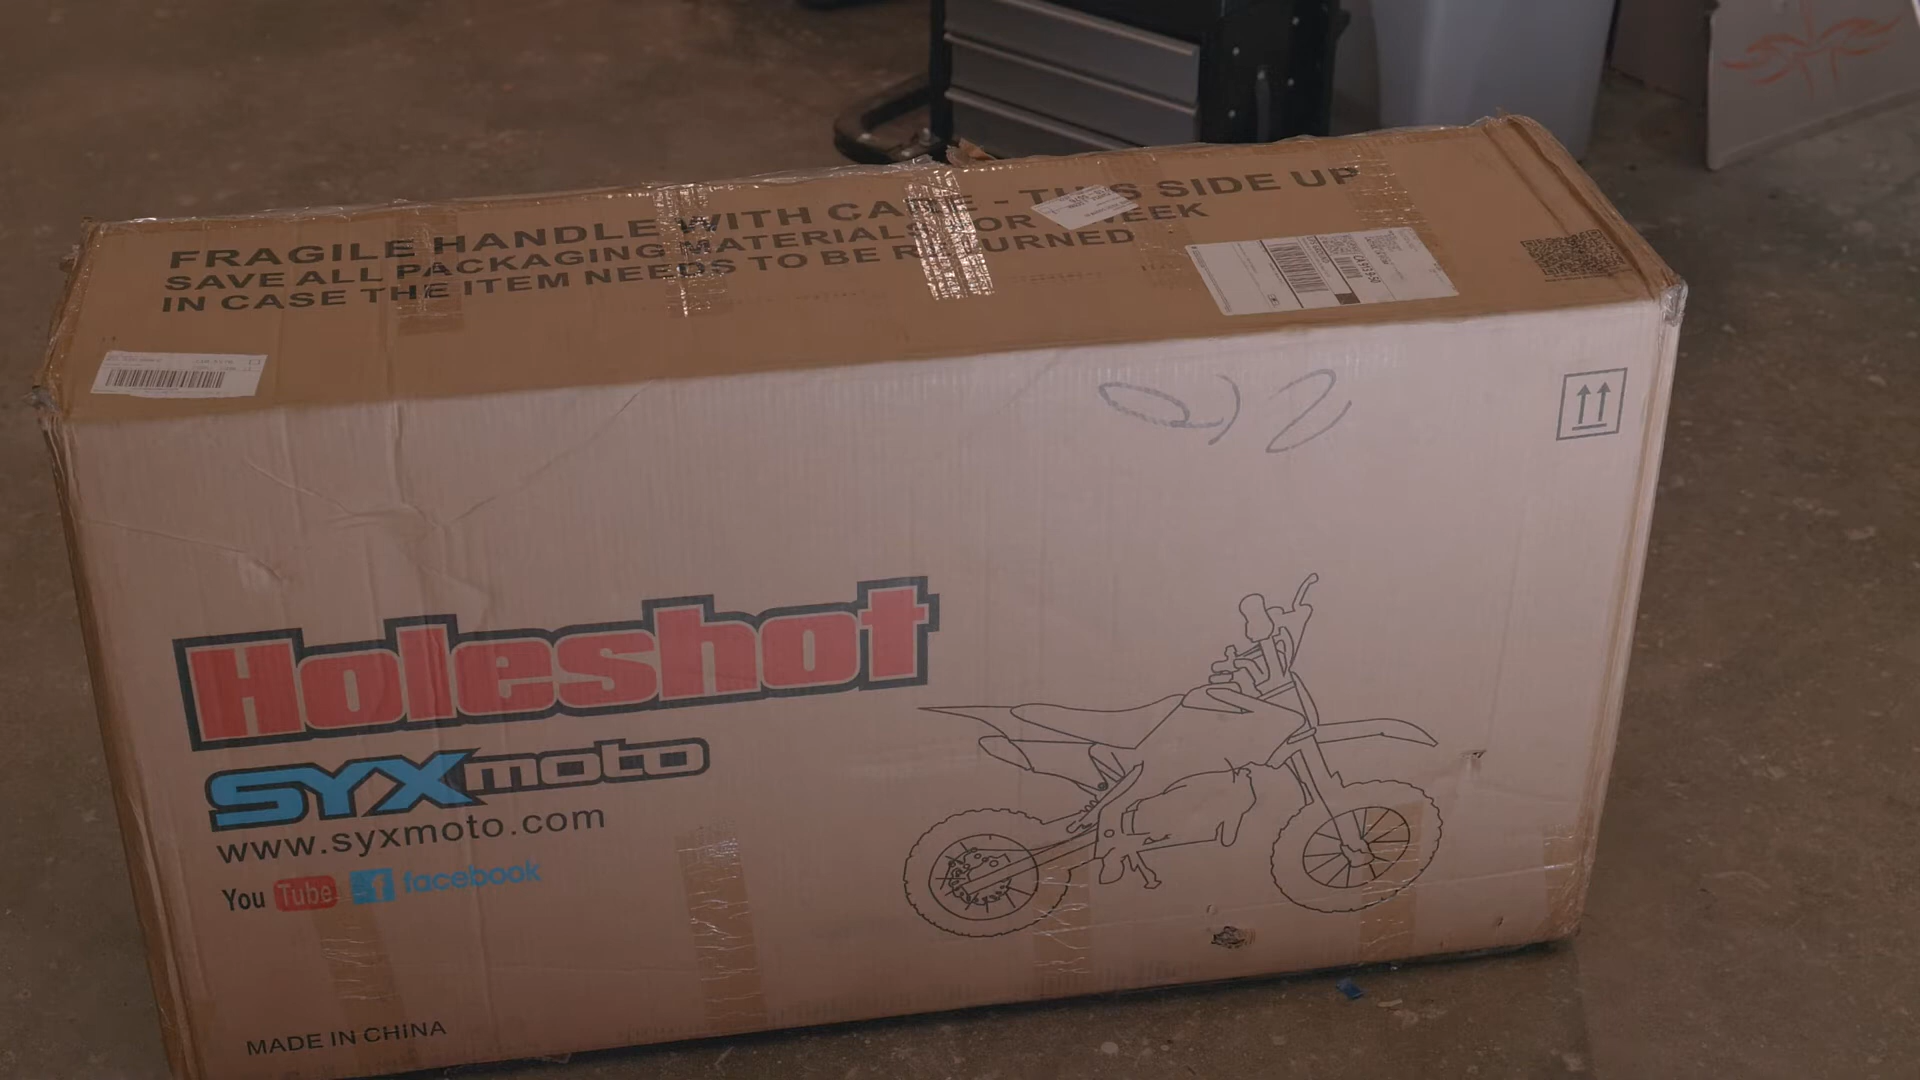 FRAGILE HANDLE WITH CARE - THIS SIDE UP
SAVE ALL PACKAGING MATERIALS FOR WEEK
IN CASE THE ITEM NEEDS TO BE RETURNED
Holeshot
SYXmoto
www.syxmoto.com
YouTube f facebook
MADE IN CHINA